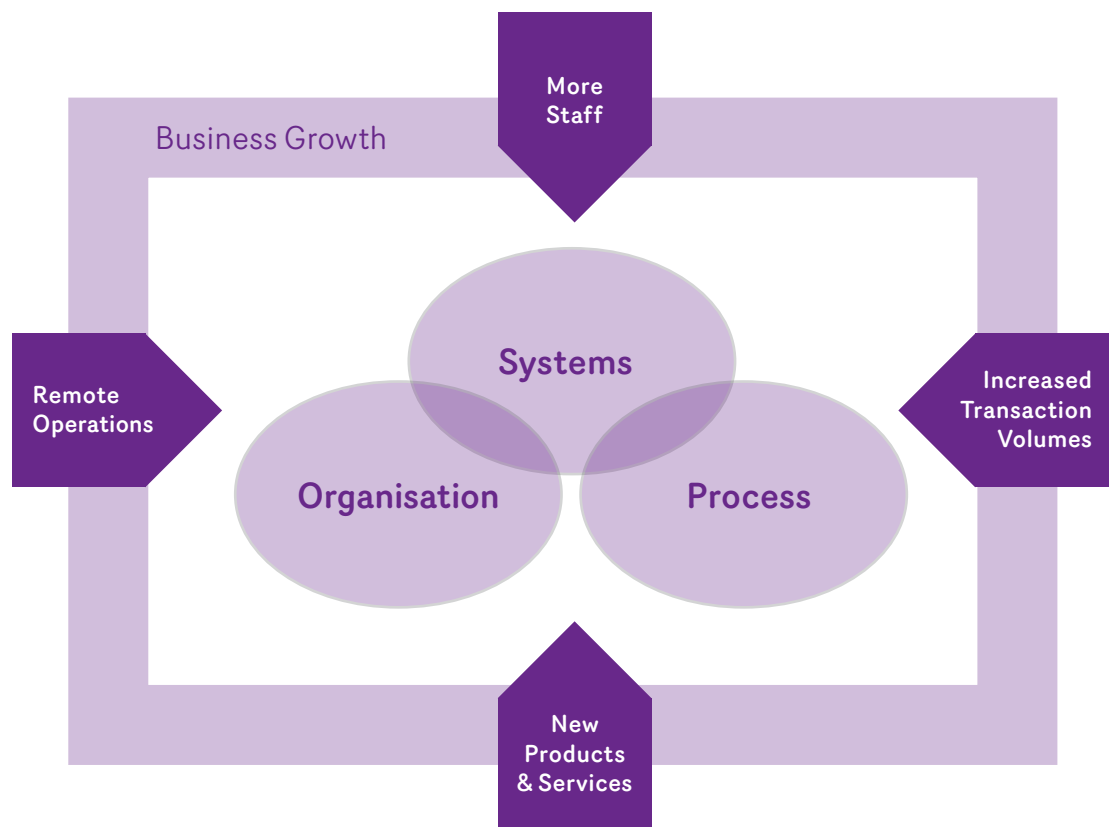 More
Staff
Business Growth
Systems
Remote
Operations
Increased
Transaction
Volumes
Organisation
Process
New
Products
& Services